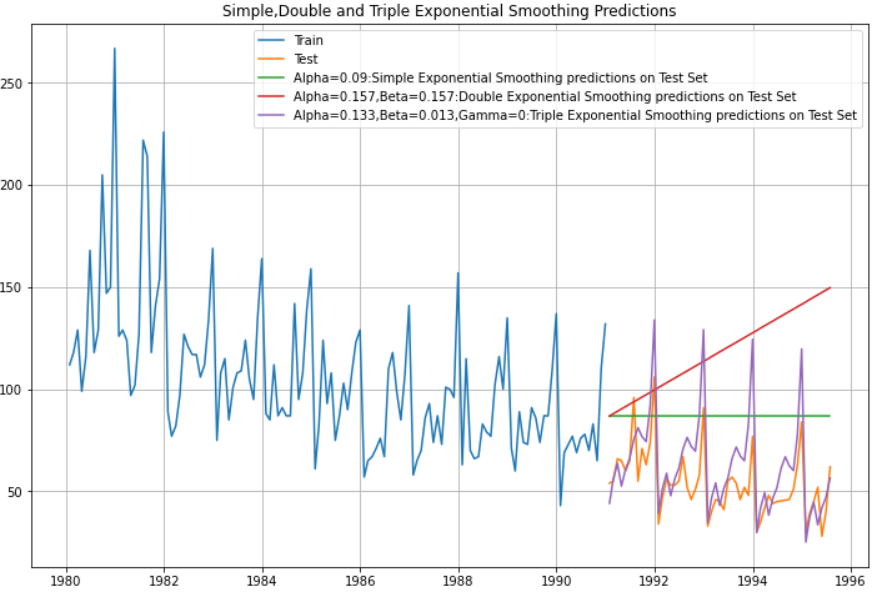 Simple,Double and Triple Exponential Smoothing Predictions
Train
Test
Alpha=0.09:Simple Exponential Smoothing predictions on Test Set
Alpha=0.157,Beta=0.157:Double Exponential Smoothing predictions on Test Set
Alpha=0.133,Beta=0.013,Gamma=0:Triple Exponential Smoothing predictions on Test Set
250
200
150
100
50
1980 1982 1984 1986 1988 1990 1992 1994 1996